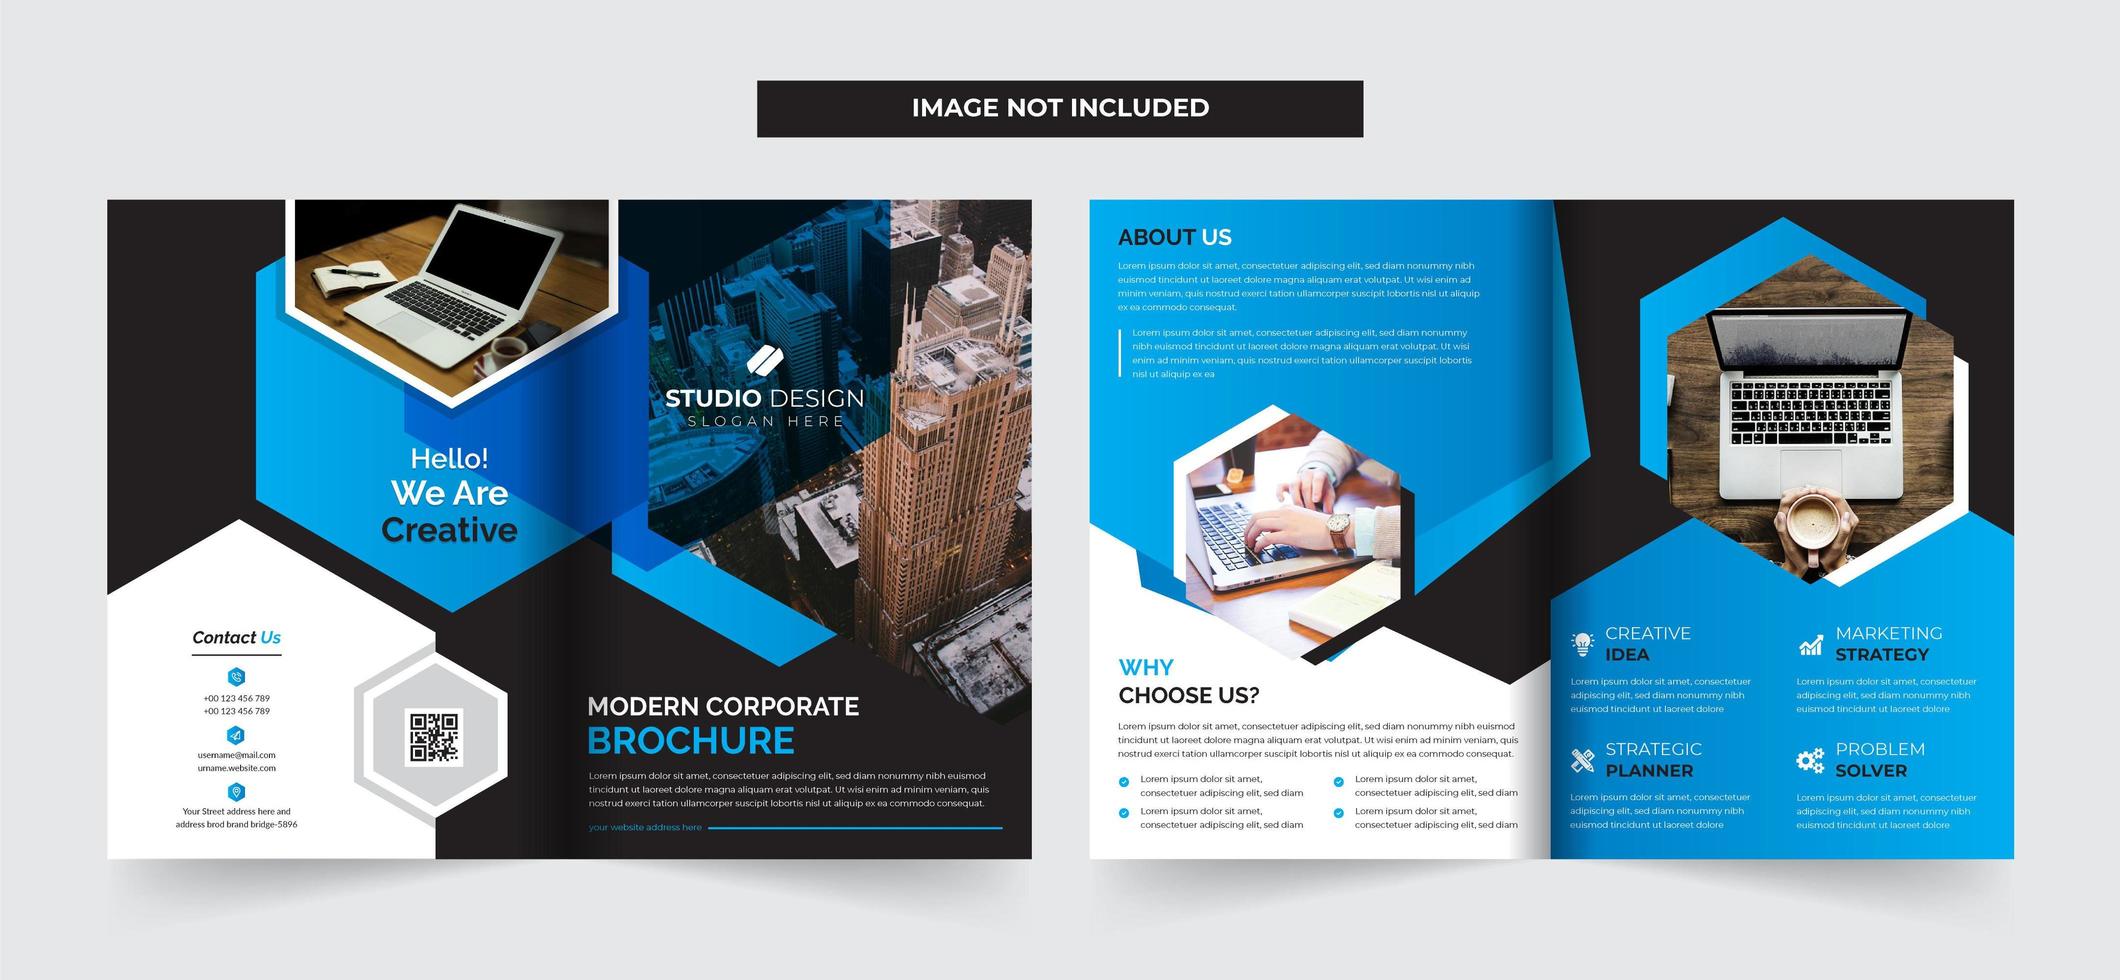 IMAGE NOT INCLUDED
Hello!
We Are
Creative
Contact Us
+00 123 456 789
+00 123 456 789
username@mail.com
urname.website.com
Your Street address here and
address brod brand bridge-5896
STUDIO DESIGN
SLOGAN HERE
MODERN CORPORATE
BROCHURE
Lorem ipsum dolor sit amet, consectetuer adipiscing elit, sed diam nonummy nibh euismod
tincidunt ut laoreet dolore magna aliquam erat volutpat. Ut wisi enim ad minim veniam, quis
nostrud exerci tation ullamcorper suscipit lobortis nisl ut aliquip ex ea commodo consequat.
your website address here
ABOUT US
Lorem ipsum dolor sit amet, consectetuer adipiscing elit, sed diam nonummy nibh
euismod tincidunt ut laoreet dolore magna aliquam erat volutpat. Ut wisi enim ad
minim veniam, quis nostrud exerci tation ullamcorper suscipit lobortis nisl ut aliquip
ex ea commodo consequat.
Lorem ipsum dolor sit amet, consectetuer adipiscing elit, sed diam nonummy
nibh euismod tincidunt ut laoreet dolore magna aliquam erat volutpat. Ut wisi
enim ad minim veniam, quis nostrud exerci tation ullamcorper suscipit lobortis
nisl ut aliquip ex ea
WHY
CHOOSE US?
Lorem ipsum dolor sit amet, consectetuer adipiscing elit, sed diam nonummy nibh euismod
tincidunt ut laoreet dolore magna aliquam erat volutpat. Ut wisi enim ad minim veniam, quis
nostrud exerci tation ullamcorper suscipit lobortis nisl ut aliquip ex ea commodo consequat.
Lorem ipsum dolor sit amet,
consectetuer adipiscing elit, sed diam
Lorem ipsum dolor sit amet,
consectetuer adipiscing elit, sed diam
Lorem ipsum dolor sit amet,
consectetuer adipiscing elit, sed diam
Lorem ipsum dolor sit amet,
consectetuer adipiscing elit, sed diam
CREATIVE
IDEA
Lorem ipsum dolor sit amet, consectetuer
adipiscing elit, sed diam nonummy nibh
euismod tincidunt ut laoreet dolore
MARKETING
STRATEGY
Lorem ipsum dolor sit amet, consectetuer
adipiscing elit, sed diam nonummy nibh
euismod tincidunt ut laoreet dolore
STRATEGIC
PLANNER
Lorem ipsum dolor sit amet, consectetuer
adipiscing elit, sed diam nonummy nibh
euismod tincidunt ut laoreet dolore
PROBLEM
SOLVER
Lorem ipsum dolor sit amet, consectetuer
adipiscing elit, sed diam nonummy nibh
euismod tincidunt ut laoreet dolore